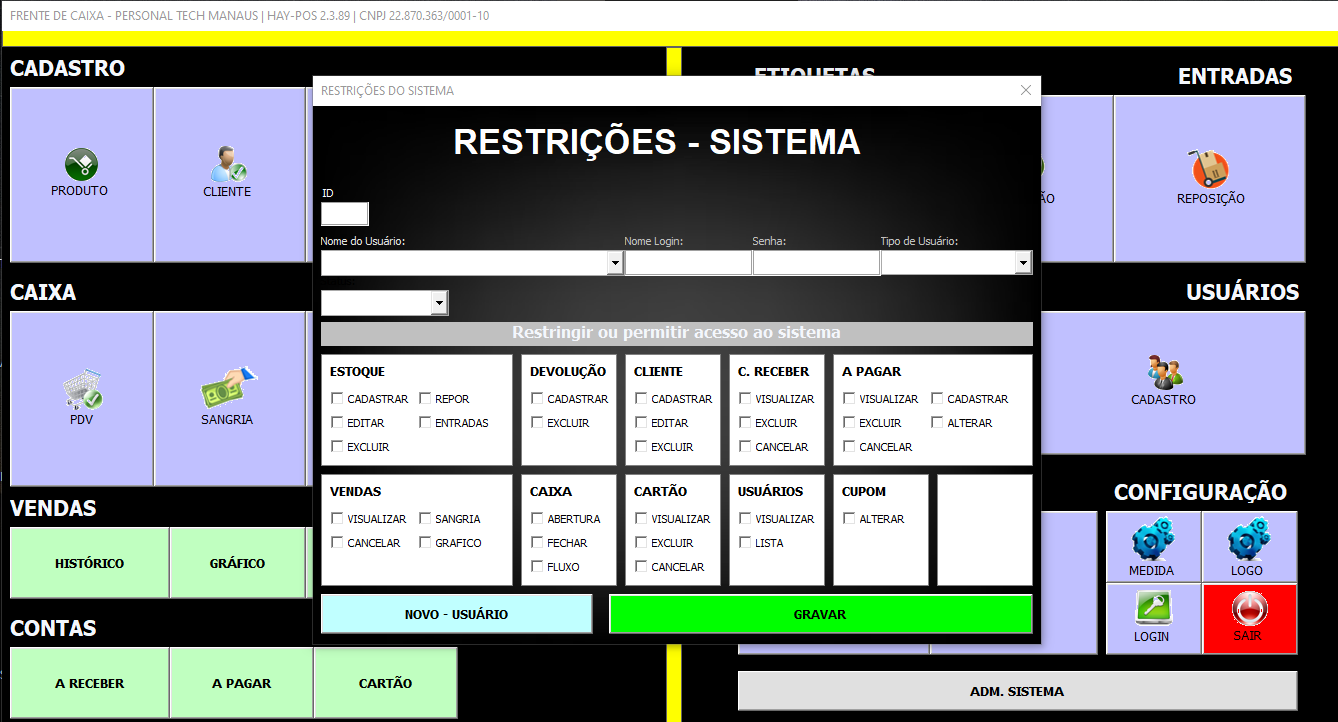 FRENTE DE CAIXA - PERSONAL TECH MANAUS | HAY-POS 2.3.89 | CNPJ 22.870.363/0001-10
CADASTRO
ETIQUETAS
ENTRADAS
PRODUTO
CLIENTE
ÃO
REPOSIÇÃO
CAIXA
USUÁRIOS
PDV
SANGRIA
CADASTRO
VENDAS
CONFIGURAÇÃO
HISTÓRICO
GRÁFICO
MEDIDA
LOGO
LOGIN
SAIR
CONTAS
A RECEBER
A PAGAR
CARTÃO
ADM. SISTEMA
RESTRIÇÕES DO SISTEMA
RESTRIÇÕES - SISTEMA
ID
Nome do Usuário: Nome Login: Senha: Tipo de Usuário:
Restringir ou permitir acesso ao sistema
ESTOQUE
CADASTRAR REPOR
EDITAR ENTRADAS
EXCLUIR
DEVOLUÇÃO
CADASTRAR
EXCLUIR
CLIENTE
CADASTRAR
EDITAR
EXCLUIR
C. RECEBER
VISUALIZAR
EXCLUIR
CANCELAR
A PAGAR
VISUALIZAR CADASTRAR
EXCLUIR ALTERAR
CANCELAR
VENDAS
VISUALIZAR SANGRIA
CANCELAR GRAFICO
CAIXA
ABERTURA
FECHAR
FLUXO
CARTÃO
VISUALIZAR
EXCLUIR
CANCELAR
USUÁRIOS
VISUALIZAR
LISTA
CUPOM
ALTERAR
NOVO - USUÁRIO
GRAVAR